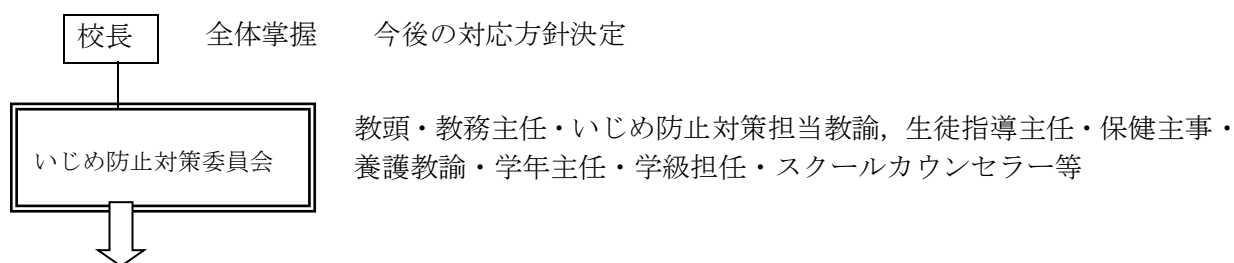 校長　全体掌握　今後の対応方針決定
教頭・教務主任・いじめ防止対策担当教諭，生徒指導主任・保健主事・
いじめ防止対策委員会
養護教諭・学年主任・学級担任・スクールカウンセラー等